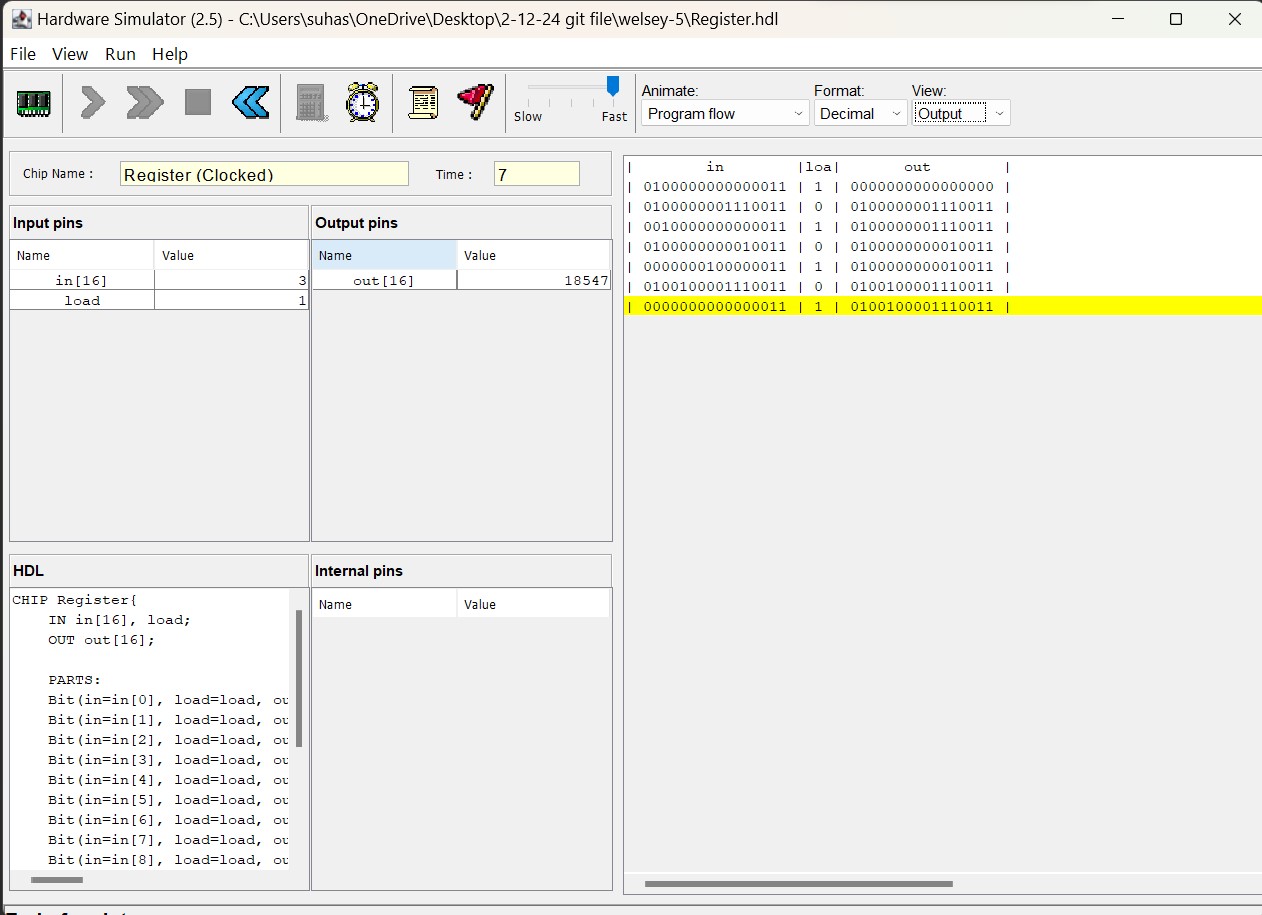 Hardware Simulator (2.5) - C:\Users\suhas\OneDrive\Desktop\2-12-24 git file\welsey-5\Register.hdl
File View Run Help
Slow Fast
Animate: Format: View:
Program flow Decimal Output
Chip Name : Register (Clocked) Time : 7
Input pins
Name Value
in[16] 3
load 1
Output pins
Name Value
out[16] 18547
HDL
CHIP Register{
IN in[16], load;
OUT out[16];
PARTS:
Bit(in=in[0], load=load, ou
Bit(in=in[1], load=load, ou
Bit(in=in[2], load=load, ou
Bit(in=in[3], load=load, ou
Bit(in=in[4], load=load, ou
Bit(in=in[5], load=load, ou
Bit(in=in[6], load=load, ou
Bit(in=in[7], load=load, ou
Bit(in=in[8], load=load, ou
Internal pins
Name Value
| in |loa| out |
| 0100000000000011 | 1 | 0000000000000000 |
| 0100000001110011 | 0 | 0100000001110011 |
| 0010000000000011 | 1 | 0100000001110011 |
| 0100000000010011 | 0 | 0100000000010011 |
| 0000000100000011 | 1 | 0100000000010011 |
| 0100100001110011 | 0 | 0100100001110011 |
| 0000000000000011 | 1 | 0100100001110011 |